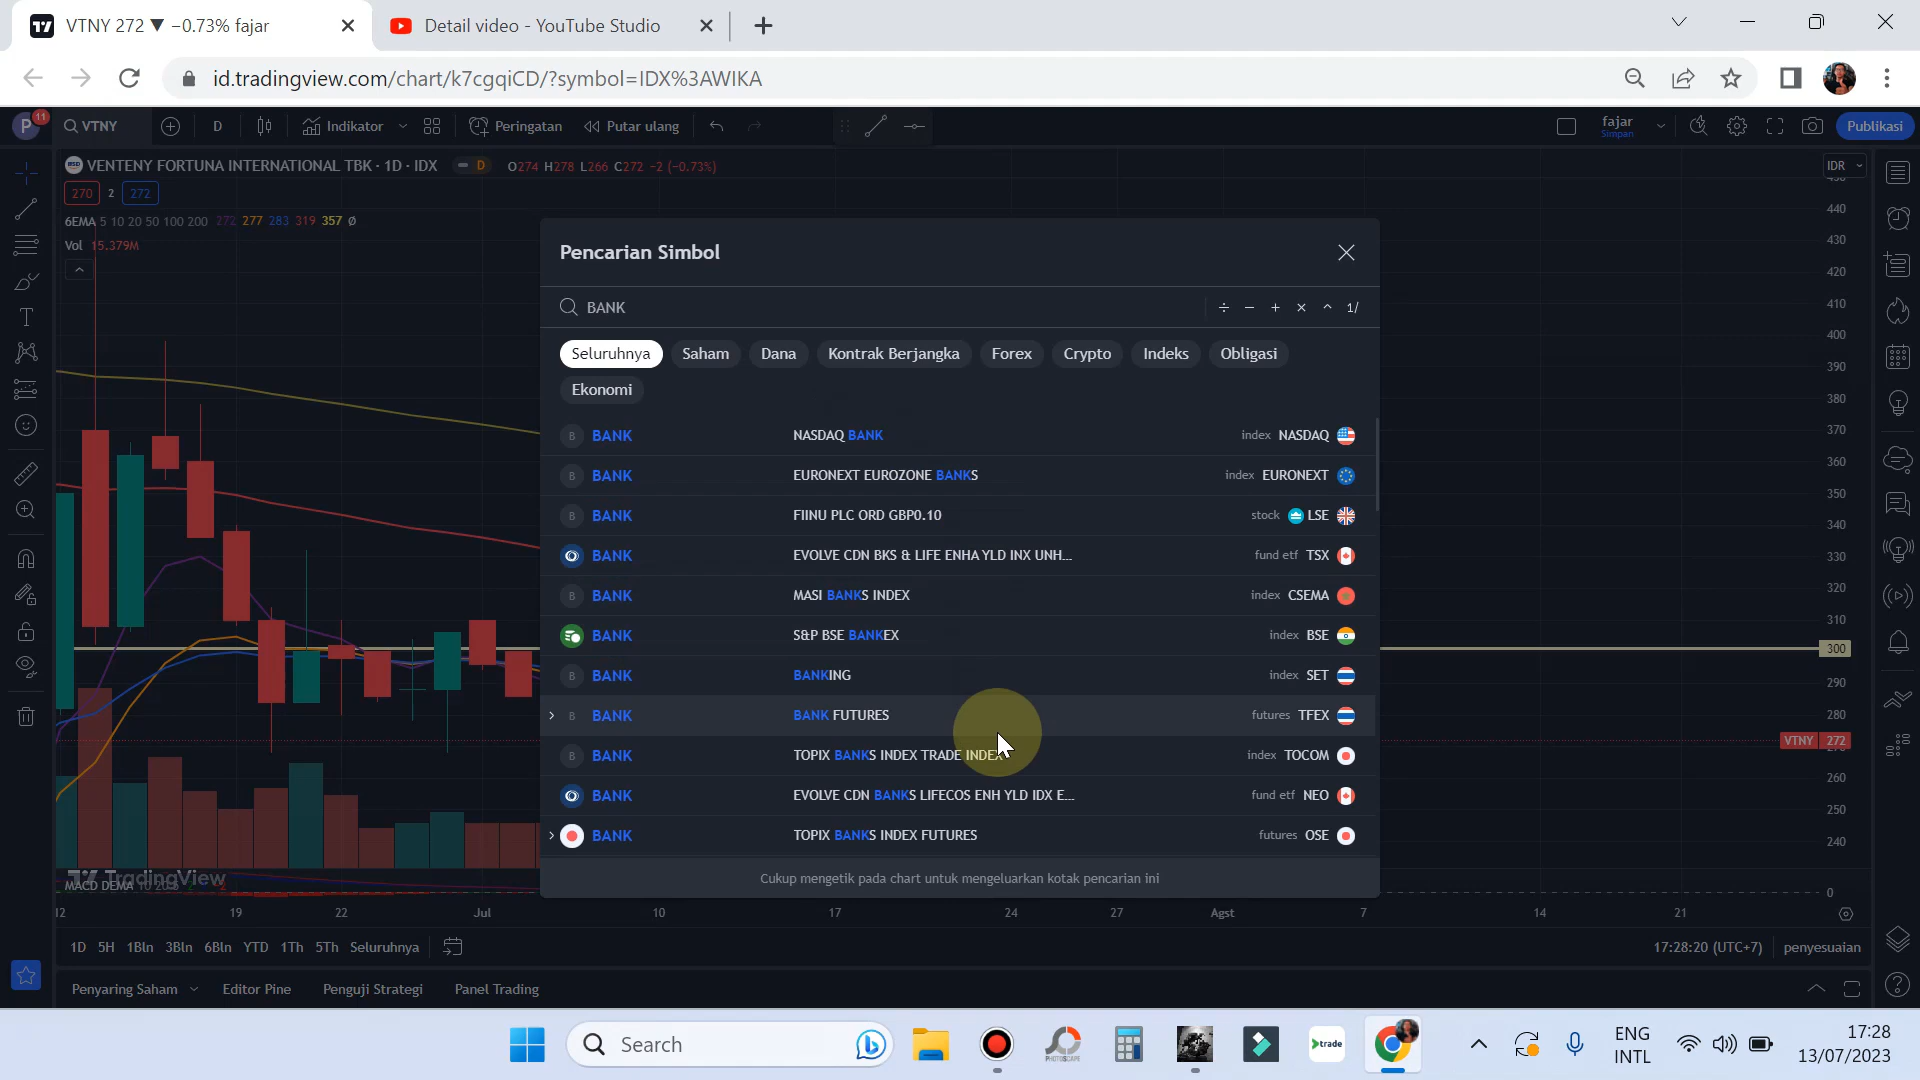 VTNY 272 ▼ −0.73% fajar
Detail video - YouTube Studio
id.tradingview.com/chart/k7cgqiCD/?symbol=IDX%3AWIKA
P 11
VTNY
D
Indikator
Peringatan
Putar ulang
fajar
Simpan
Publikasi
VENTENY FORTUNA INTERNATIONAL TBK · 1D · IDX
D
O274 H278 L266 C272 −2 (−0.73%)
IDR
270 2 272
6EMA 5 10 20 50 100 200 272 277 283 319 357 Ø
Vol 15.379M
Pencarian Simbol
BANK
÷ − + × ^ 1/
Seluruhnya Saham Dana Kontrak Berjangka Forex Crypto Indeks Obligasi
Ekonomi
B BANK NASDAQ BANK index NASDAQ
B BANK EURONEXT EUROZONE BANKS index EURONEXT
B BANK FIINU PLC ORD GBP0.10 stock LSE
BANK EVOLVE CDN BKS & LIFE ENHA YLD INX UNH... fund etf TSX
B BANK MASI BANKS INDEX index CSEMA
BANK S&P BSE BANKEX index BSE
B BANK BANKING index SET
B BANK BANK FUTURES futures TFEX
B BANK TOPIX BANKS INDEX TRADE INDEX index TOCOM
BANK EVOLVE CDN BANKS LIFECOS ENH YLD IDX E... fund etf NEO
BANK TOPIX BANKS INDEX FUTURES futures OSE
Cukup mengetik pada chart untuk mengeluarkan kotak pencarian ini
440
430
420
410
400
390
380
370
360
350
340
330
320
310
300
290
280
VTNY 272
260
250
240
0
TradingView
MACD DEMA
12 19 22 Jul 10 17 24 27 Agst 7 14 21
1D 5H 1Bln 3Bln 6Bln YTD 1Th 5Th Seluruhnya
17:28:20 (UTC+7) penyesuaian
Penyaring Saham Editor Pine Penguji Strategi Panel Trading
Search
PHOTOSCAPE
trade
ENG
INTL
17:28
13/07/2023